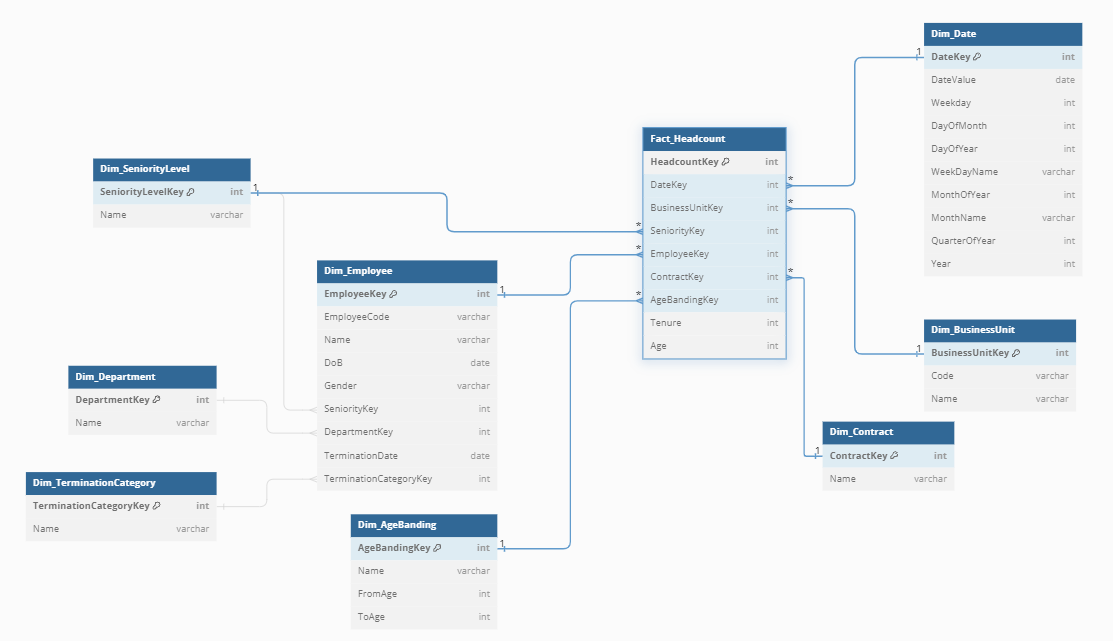 Dim_Date
DateKey int
DateValue date
Weekday int
DayOfMonth int
DayOfYear int
WeekDayName varchar
MonthOfYear int
MonthName varchar
QuarterOfYear int
Year int
1
Fact_Headcount
HeadcountKey int
DateKey int
BusinessUnitKey int
SeniorityKey int
EmployeeKey int
ContractKey int
AgeBandingKey int
Tenure int
Age int
*
*
*
*
*
*
Dim_SeniorityLevel
SeniorityLevelKey int
Name varchar
1
Dim_Employee
EmployeeKey int
EmployeeCode varchar
Name varchar
DoB date
Gender varchar
SeniorityKey int
DepartmentKey int
TerminationDate date
TerminationCategoryKey int
1
Dim_BusinessUnit
BusinessUnitKey int
Code varchar
Name varchar
1
Dim_Department
DepartmentKey int
Name varchar
Dim_Contract
ContractKey int
Name varchar
1
Dim_TerminationCategory
TerminationCategoryKey int
Name varchar
Dim_AgeBanding
AgeBandingKey int
Name varchar
FromAge int
ToAge int
1